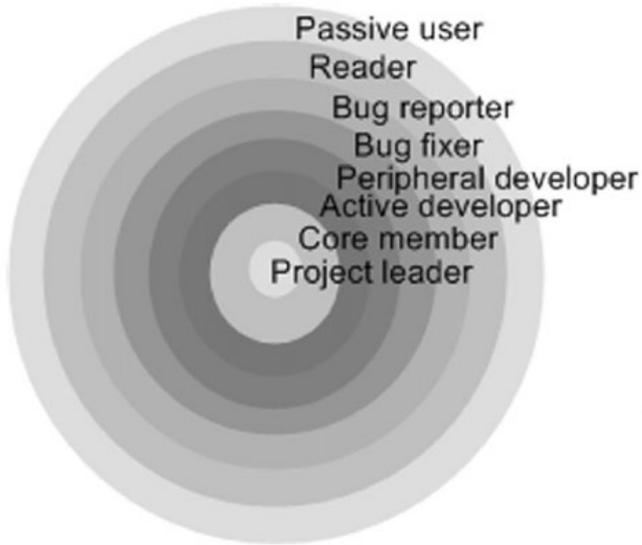 Passive user
Reader
Bug reporter
Bug fixer
Peripheral developer
Active developer
Core member
Project leader